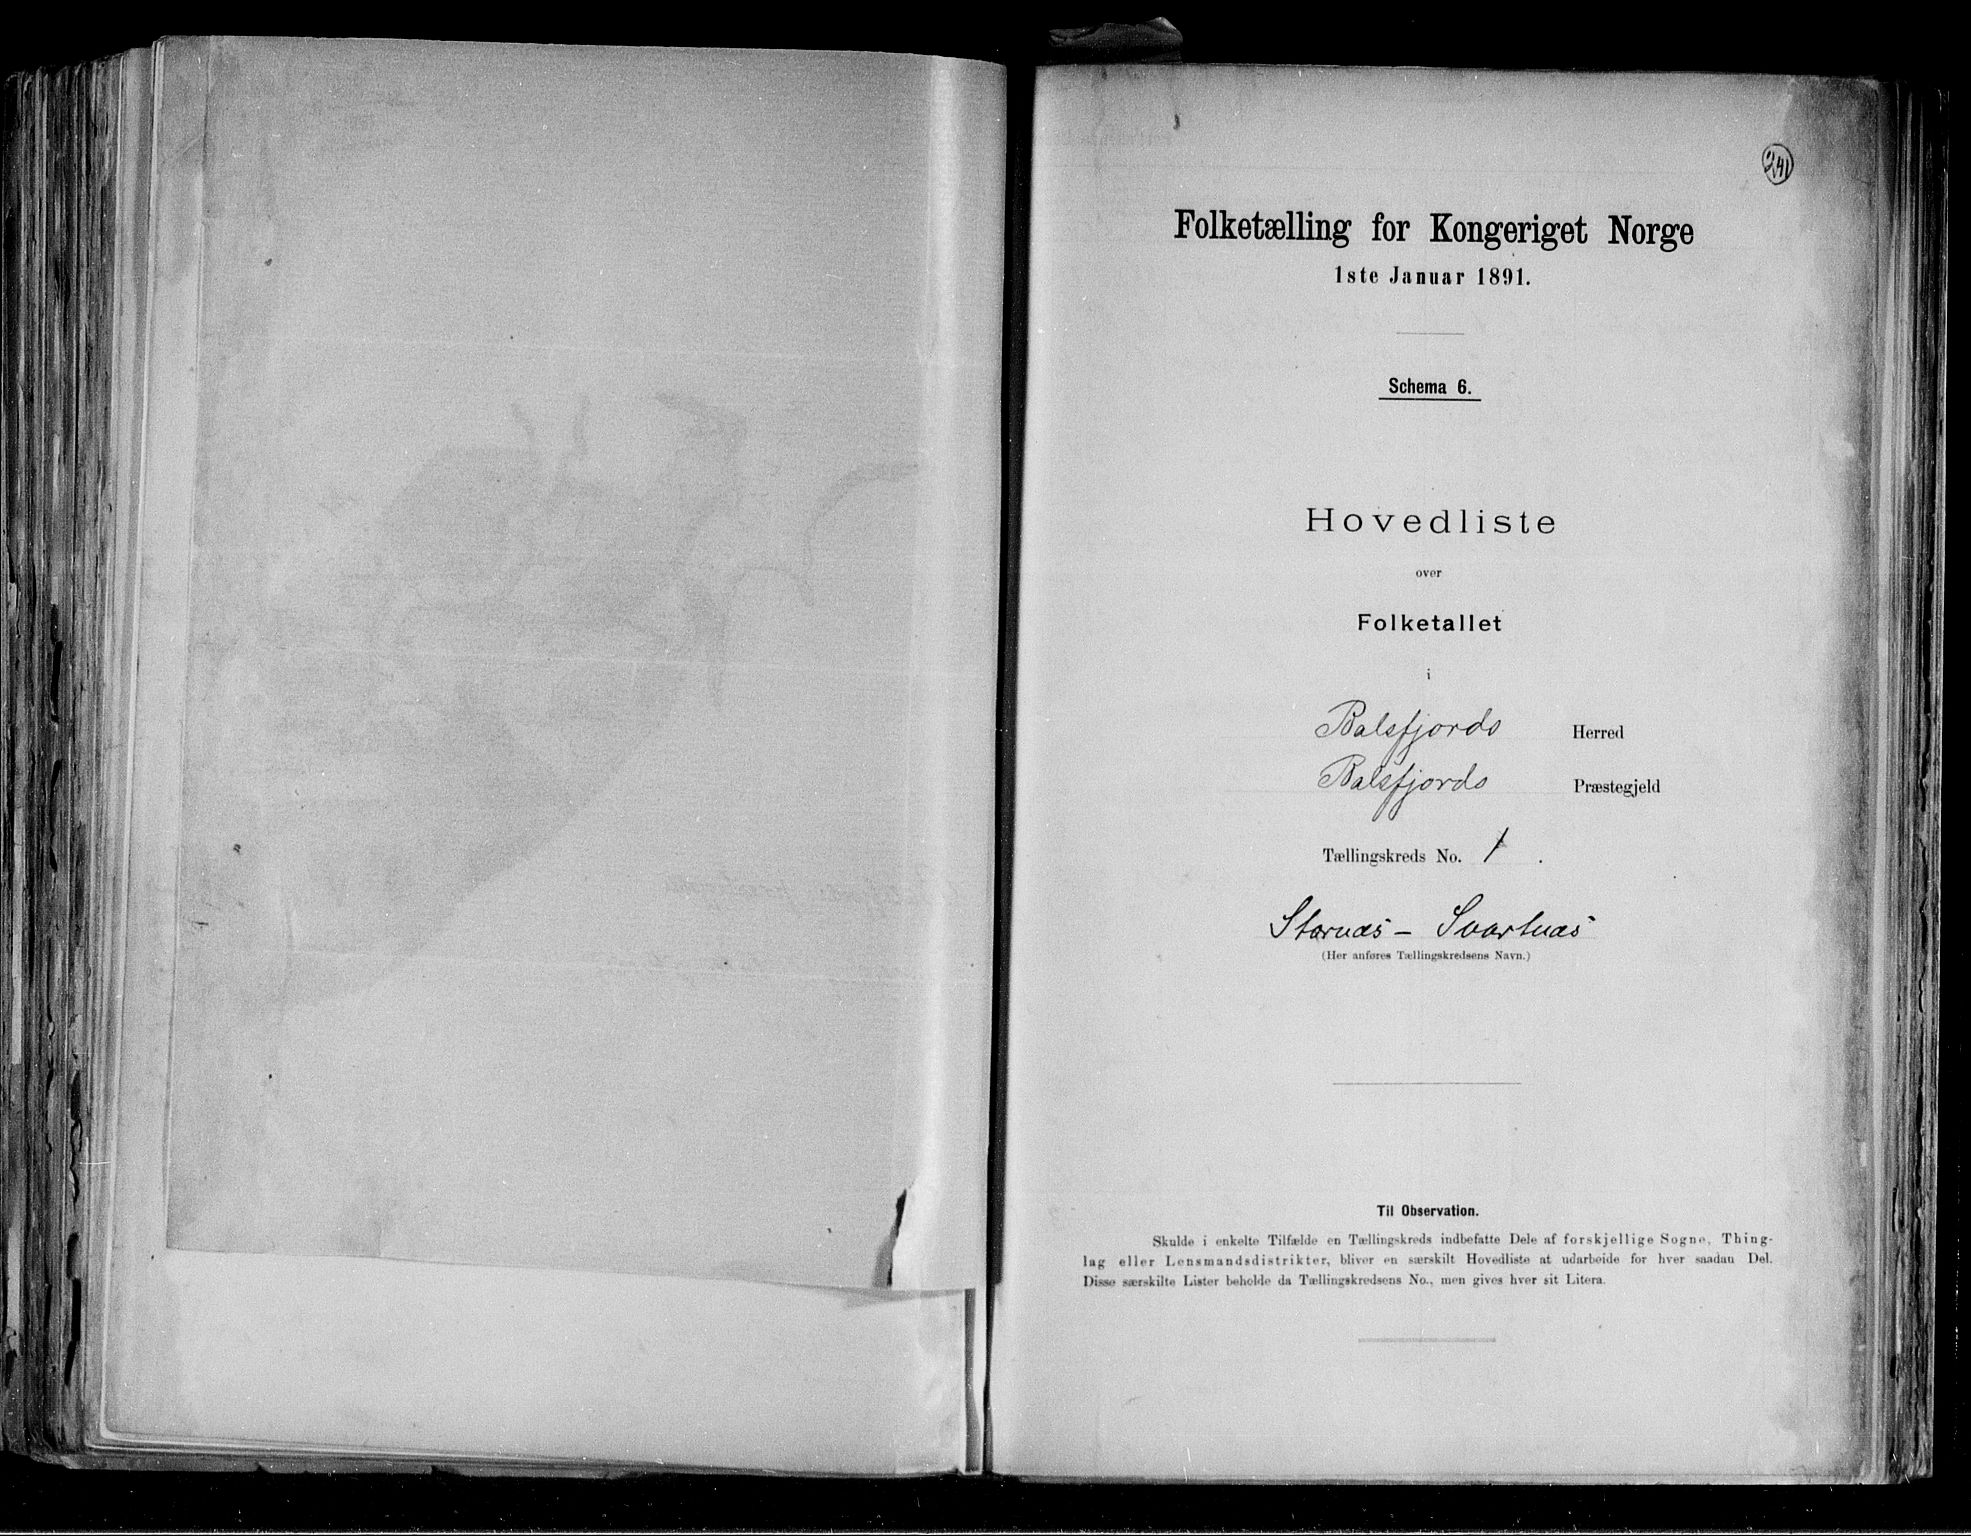 241
Folketælling for Kongeriget Norge
1ste Januar 1891.
Schema 6.
Hovedliste
over
Folketallet
i
Balsfjords Herred
Balsfjords Præstegjeld
Tællingskreds No. 1.
Stornæs – Svartnæs
(Her anføres Tællingskredsens Navn.)
Til Observation.
Skulde i enkelte Tilfælde en Tællingskreds indbefatte Dele af forskjellige Sogne, Thing-
lag eller Lensmandsdistrikter, bliver en særskilt Hovedliste at udarbeide for hver saadan Del.
Disse særskilte Lister beholde da Tællingskredsens No., men gives hver sit Litera.